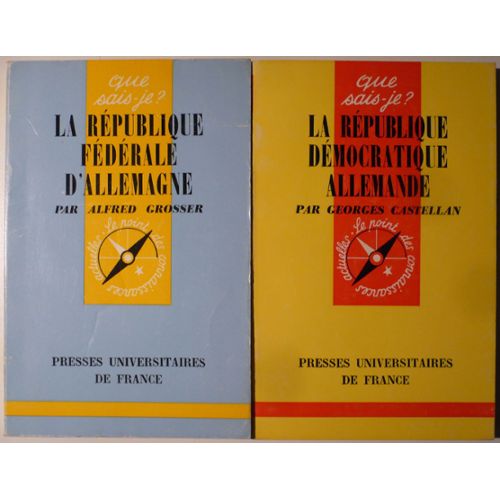 que
sais-je?
LA RÉPUBLIQUE
FÉDÉRALE
D'ALLEMAGNE
PAR ALFRED GROSSER
le point des connaissances actuelles
PRESSES UNIVERSITAIRES
DE FRANCE
que
sais-je?
LA RÉPUBLIQUE
DÉMOCRATIQUE
ALLEMANDE
PAR GEORGES CASTELLAN
le point des connaissances actuelles
PRESSES UNIVERSITAIRES
DE FRANCE